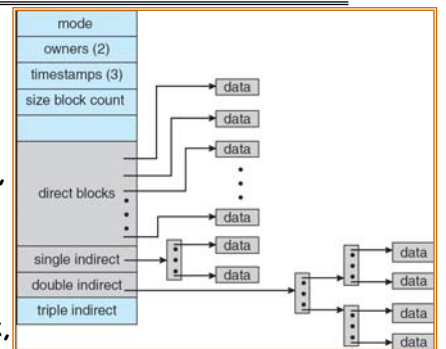 mode
owners (2)
timestamps (3)
size block count
data
data
data
direct blocks
data
data
single indirect
data
data
double indirect
data
triple indirect
data
data
,
,